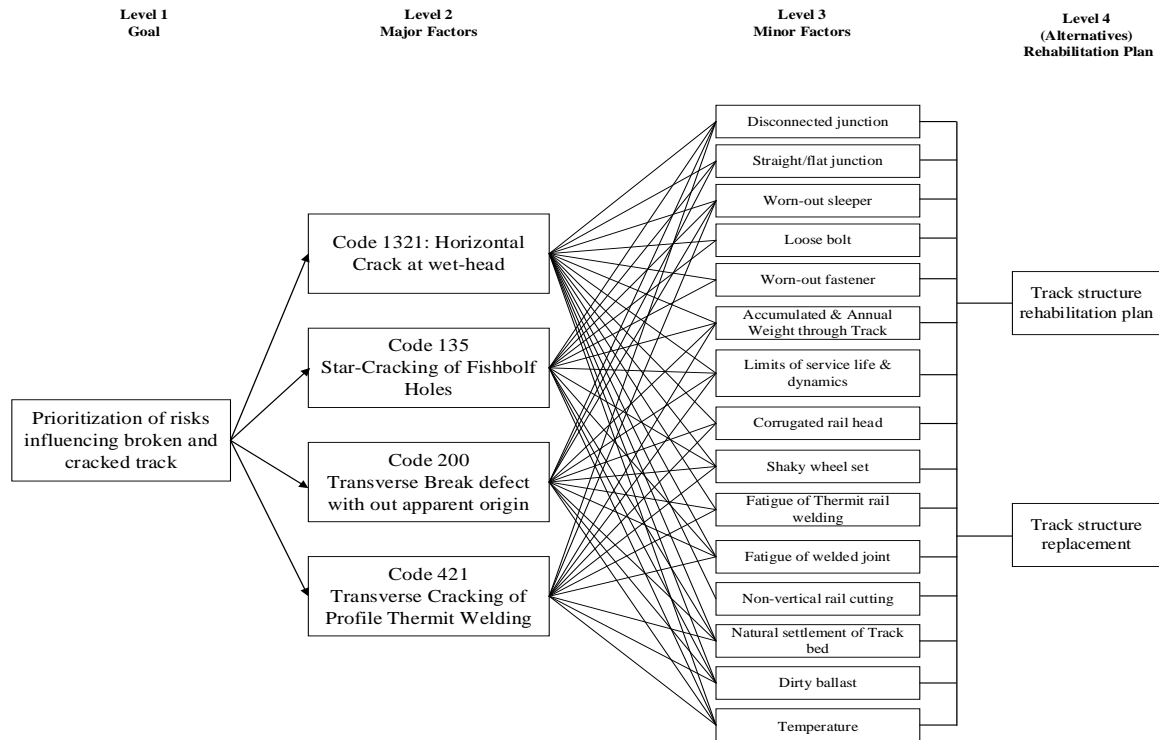 Level 1
Goal
Level 2
Major Factors
Level 3
Minor Factors
Level 4
(Alternatives)
Rehabilitation Plan
Prioritization of risks
influencing broken and
cracked track
Code 1321: Horizontal
Crack at wet-head
Code 135
Star-Cracking of Fishbolf
Holes
Code 200
Transverse Break defect
with out apparent origin
Code 421
Transverse Cracking of
Profile Thermit Welding
Disconnected junction
Straight/flat junction
Worn-out sleeper
Loose bolt
Worn-out fastener
Accumulated & Annual
Weight through Track
Limits of service life &
dynamics
Corrugated rail head
Shaky wheel set
Fatigue of Thermit rail
welding
Fatigue of welded joint
Non-vertical rail cutting
Natural settlement of Track
bed
Dirty ballast
Temperature
Track structure
rehabilitation plan
Track structure
replacement